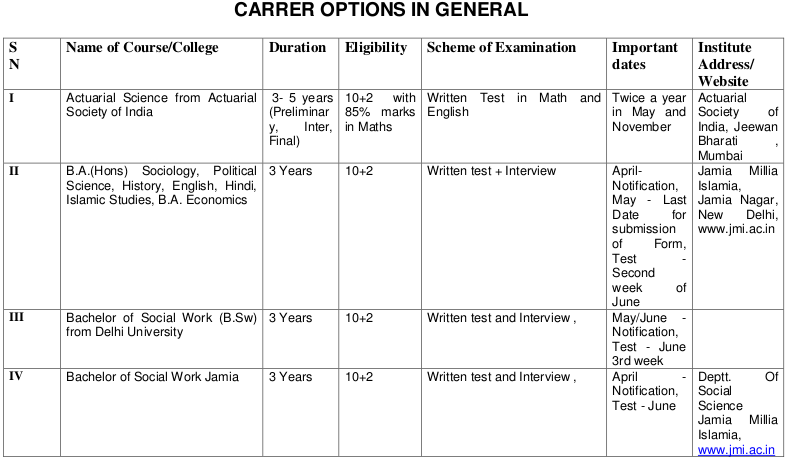 CARRER OPTIONS IN GENERAL
S N
Name of Course/College
Duration
Eligibility
Scheme of Examination
Important dates
Institute Address/ Website
I
Actuarial Science from Actuarial
Society of India
3- 5 years
(Preliminar
y, Inter,
Final)
10+2 with
85% marks
in Maths
Written Test in Math and
English
Twice a year
in May and
November
Actuarial
Society of
India, Jeewan
Bharati ,
Mumbai
II
B.A.(Hons) Sociology, Political
Science, History, English, Hindi,
Islamic Studies, B.A. Economics
3 Years
10+2
Written test + Interview
April-
Notification,
May - Last
Date for
submission
of Form,
Test -
Second
week of
June
Jamia Millia
Islamia,
Jamia Nagar,
New Delhi,
www.jmi.ac.in
III
Bachelor of Social Work (B.Sw)
from Delhi University
3 Years
10+2
Written test and Interview ,
May/June -
Notification,
Test - June
3rd week
IV
Bachelor of Social Work Jamia
3 Years
10+2
Written test and Interview ,
April -
Notification,
Test - June
Deptt. Of
Social
Science
Jamia Millia
Islamia,
www.jmi.ac.in